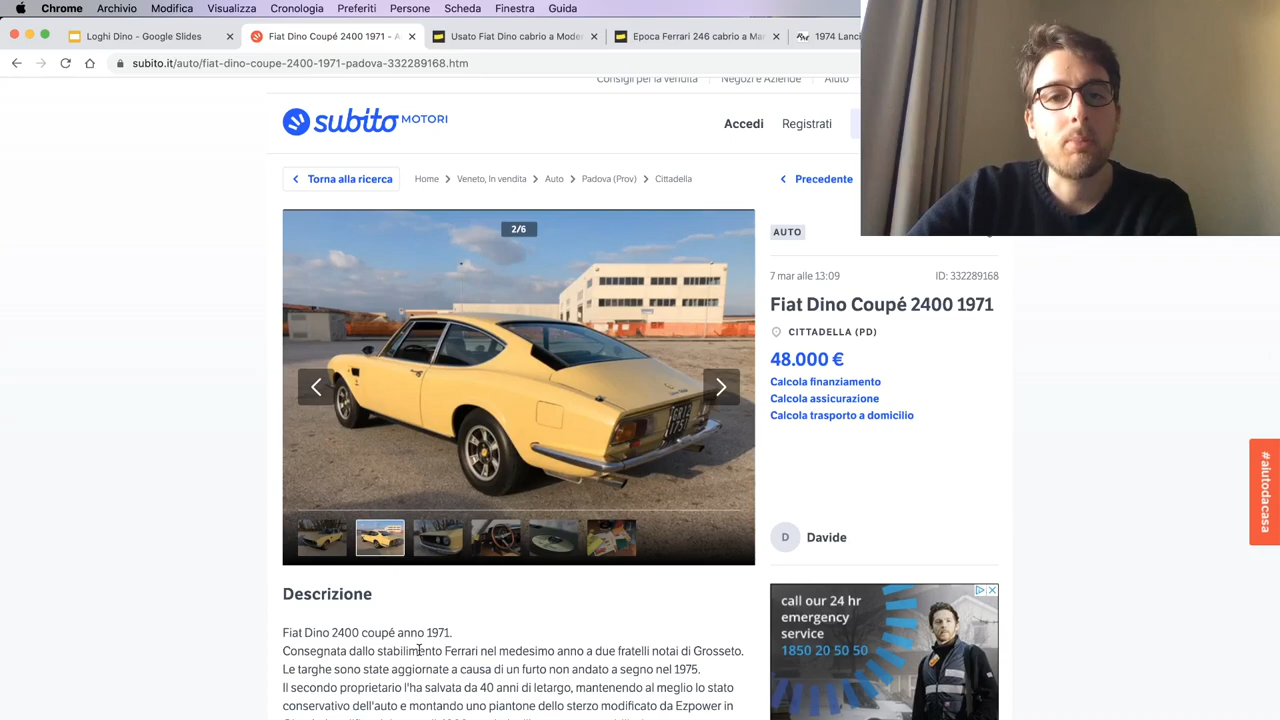 Chrome Archivio Modifica Visualizza Cronologia Preferiti Persone Scheda Finestra Guida
Loghi Dino - Google Slides × Fiat Dino Coupé 2400 1971 - A × Usato Fiat Dino cabrio a Mode × Epoca Ferrari 246 cabrio a Ma × 1974 Lanci
subito.it/auto/fiat-dino-coupe-2400-1971-padova-332289168.htm
Consigli per la vendita Negozi e Aziende Aiuto
subito MOTORI
Accedi Registrati
Torna alla ricerca
Home > Veneto, In vendita > Auto > Padova (Prov) > Cittadella
Precedente
2/6
AUTO
7 mar alle 13:09 ID: 332289168
Fiat Dino Coupé 2400 1971
CITTADELLA (PD)
48.000 €
Calcola finanziamento
Calcola assicurazione
Calcola trasporto a domicilio
#aiutodacasa
D Davide
Descrizione
Fiat Dino 2400 coupé anno 1971.
Consegnata dallo stabilimento Ferrari nel medesimo anno a due fratelli notai di Grosseto.
Le targhe sono state aggiornate a causa di un furto non andato a segno nel 1975.
Il secondo proprietario l'ha salvata da 40 anni di letargo, mantenendo al meglio lo stato
conservativo dell'auto e montando uno piantone dello sterzo modificato da Ezpower in
call our 24 hr
emergency
service
1850 20 50 50